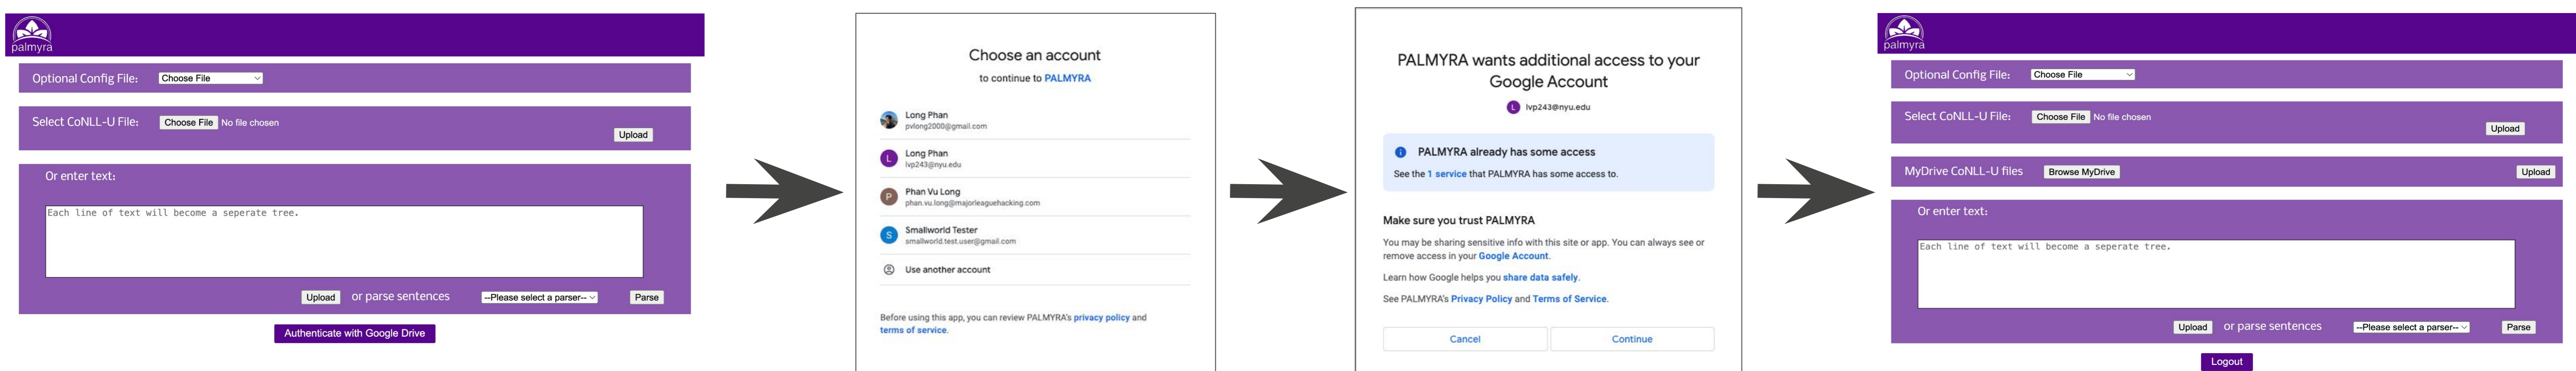 palmyra
Optional Config File: Choose File
Select CoNLL-U File: Choose File No file chosen
Upload
Or enter text:
Each line of text will become a seperate tree.
Upload or parse sentences --Please select a parser-- Parse
Authenticate with Google Drive
Choose an account
to continue to PALMYRA
Long Phan
pvlong2000@gmail.com
L Long Phan
lvp243@nyu.edu
P Phan Vu Long
phan.vu.long@majorleaguehacking.com
S Smallworld Tester
smallworld.test.user@gmail.com
Use another account
Before using this app, you can review PALMYRA's privacy policy and
terms of service.
PALMYRA wants additional access to your
Google Account
L lvp243@nyu.edu
PALMYRA already has some access
See the 1 service that PALMYRA has some access to.
Make sure you trust PALMYRA
You may be sharing sensitive info with this site or app. You can always see or
remove access in your Google Account.
Learn how Google helps you share data safely.
See PALMYRA's Privacy Policy and Terms of Service.
Cancel Continue
palmyra
Optional Config File: Choose File
Select CoNLL-U File: Choose File No file chosen
Upload
MyDrive CoNLL-U files Browse MyDrive Upload
Or enter text:
Each line of text will become a seperate tree.
Upload or parse sentences --Please select a parser-- Parse
Logout